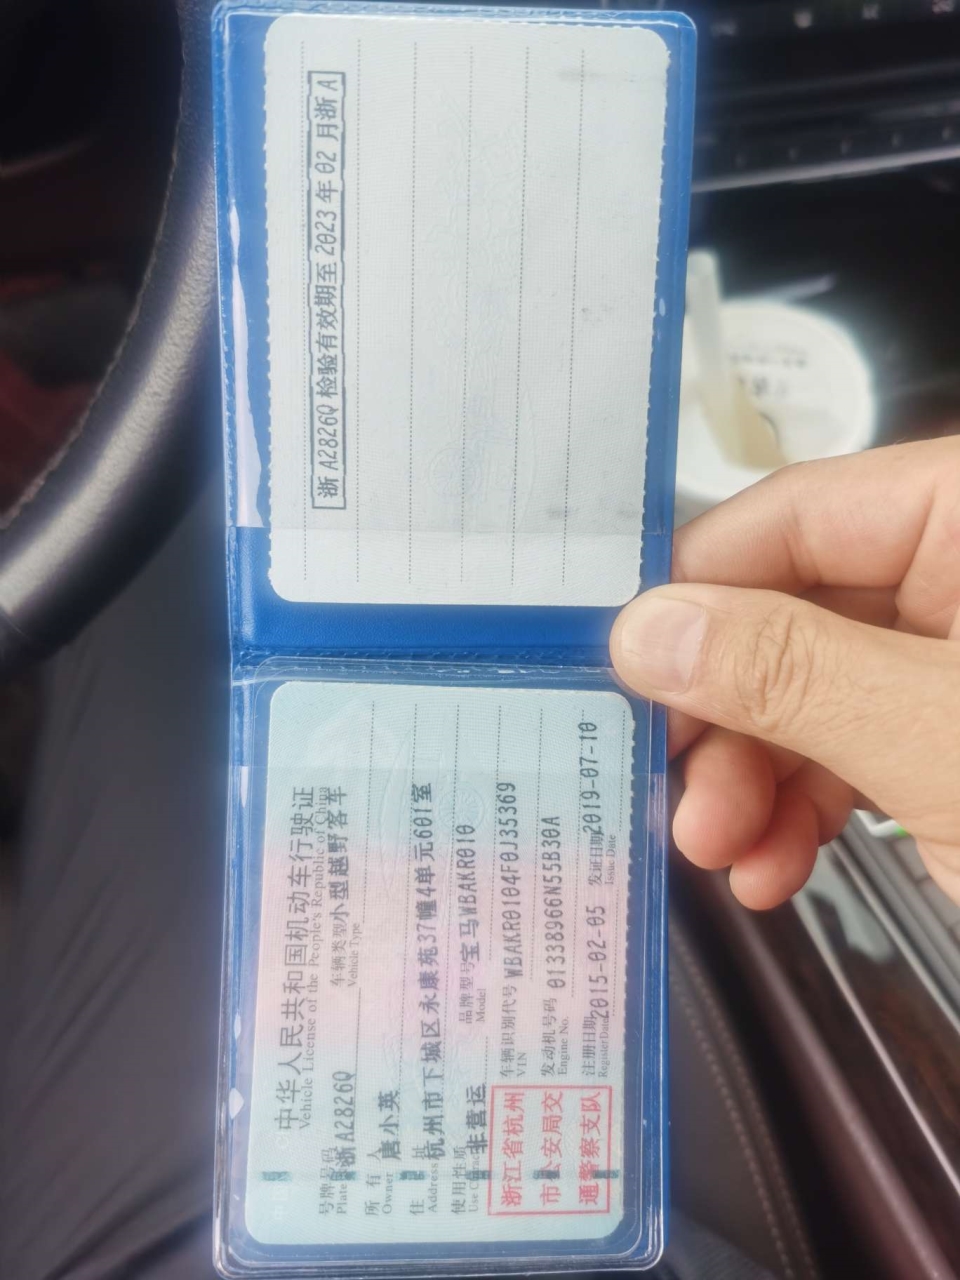 中华人民共和国机动车行驶证
Vehicle License of the People's Republic of China
号牌号码 浙A2826Q 车辆类型 小型越野客车
Plate Vehicle Type
所有人 唐小英
Owner
住址 杭州市下城区永康苑37幢4单元601室
Address
使用性质 非营运 品牌型号 宝马WBAKR010
Use Model
浙江省杭州
市公安局交
通警察支队
车辆识别代号 WBAKR0104F0J35369
VIN
发动机号码 01338966N55B30A
Engine No.
注册日期 2015-02-05 发证日期 2019-07-10
Register Date Issue Date
浙A2826Q 检验有效期至 2023年02月浙A